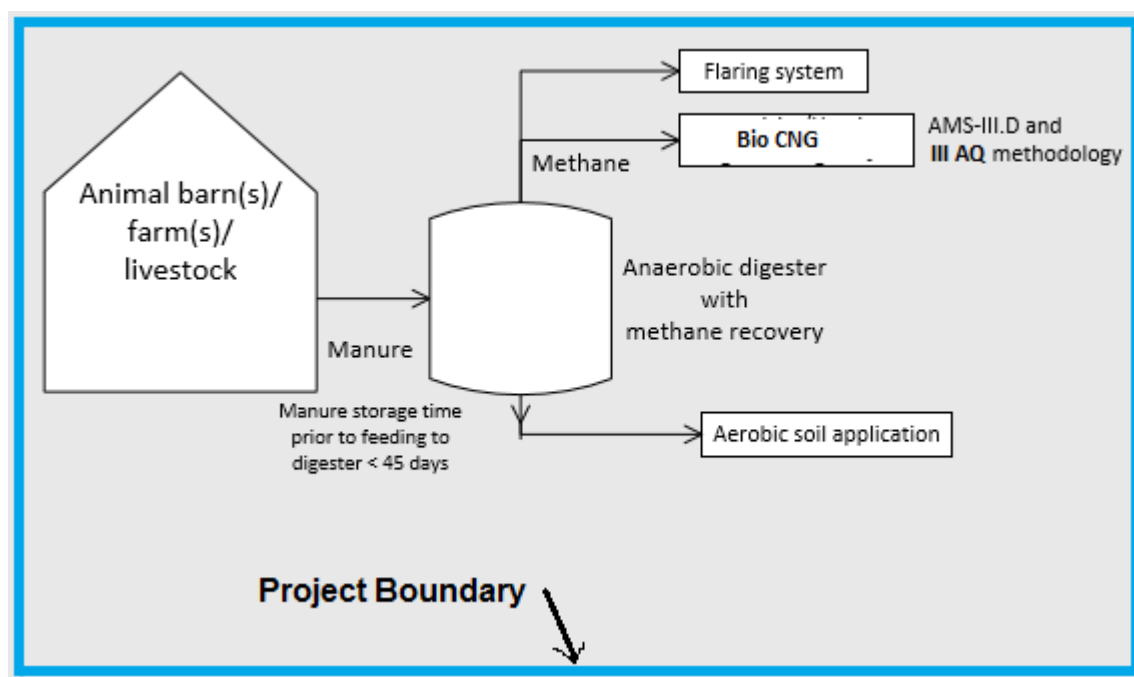 Flaring system
Bio CNG
AMS-III.D and
III AQ methodology
Methane
Animal barn(s)/
farm(s)/
livestock
Anaerobic digester
with
methane recovery
Manure
Manure storage time
prior to feeding to
digester < 45 days
Aerobic soil application
Project Boundary